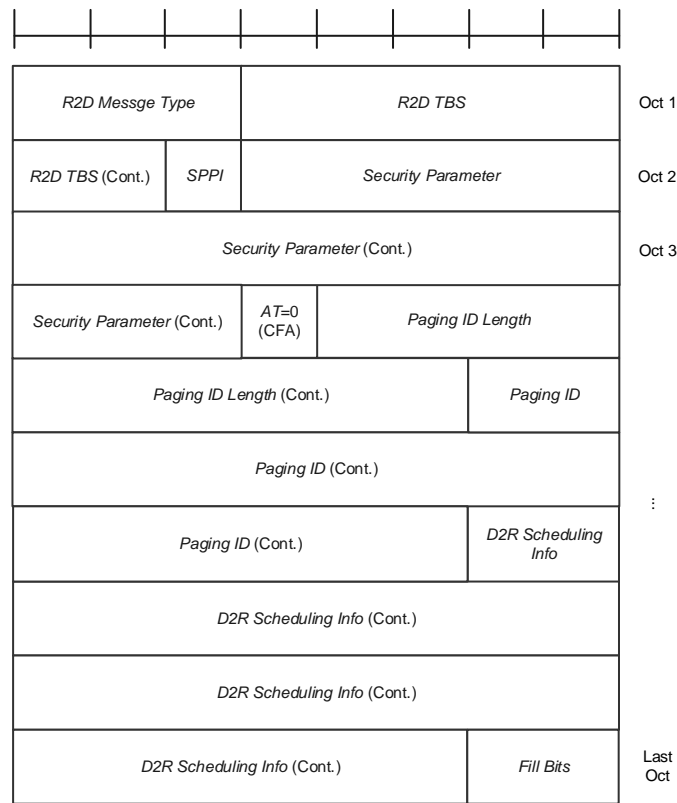 R2D Messge Type R2D TBS Oct 1
R2D TBS (Cont.) SPPI Security Parameter Oct 2
Security Parameter (Cont.) Oct 3
Security Parameter (Cont.) AT=0
(CFA) Paging ID Length
Paging ID Length (Cont.) Paging ID
Paging ID (Cont.)
...
Paging ID (Cont.) D2R Scheduling
Info
D2R Scheduling Info (Cont.)
D2R Scheduling Info (Cont.)
D2R Scheduling Info (Cont.) Fill Bits Last
Oct